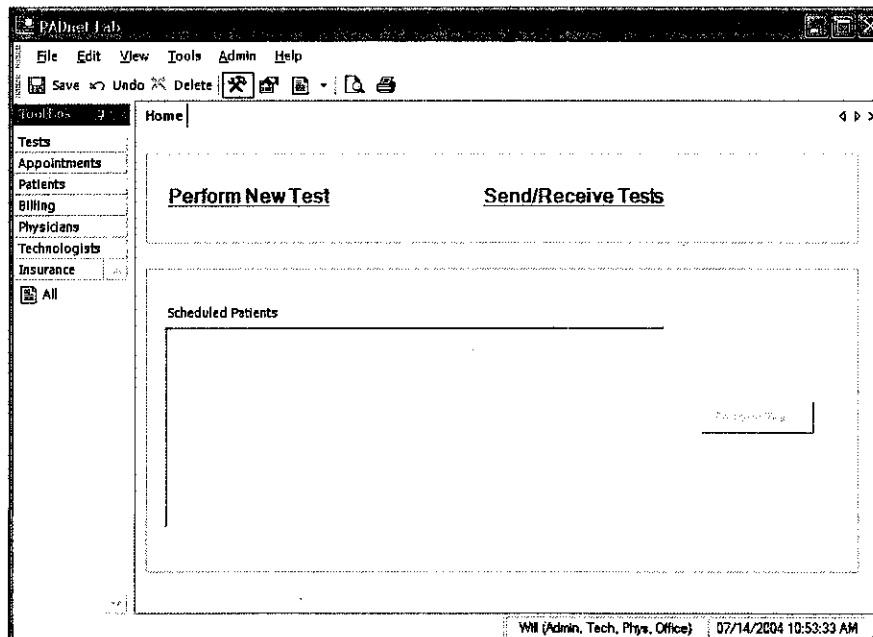 PADnet Lab
File Edit View Tools Admin Help
Save Undo Delete
Home
Tests
Appointments
Patients
Billing
Physicians
Technologists
Insurance
All
Perform New Test Send/Receive Tests
Scheduled Patients
Will (Admin, Tech, Phys, Office) 07/14/2004 10:53:33 AM